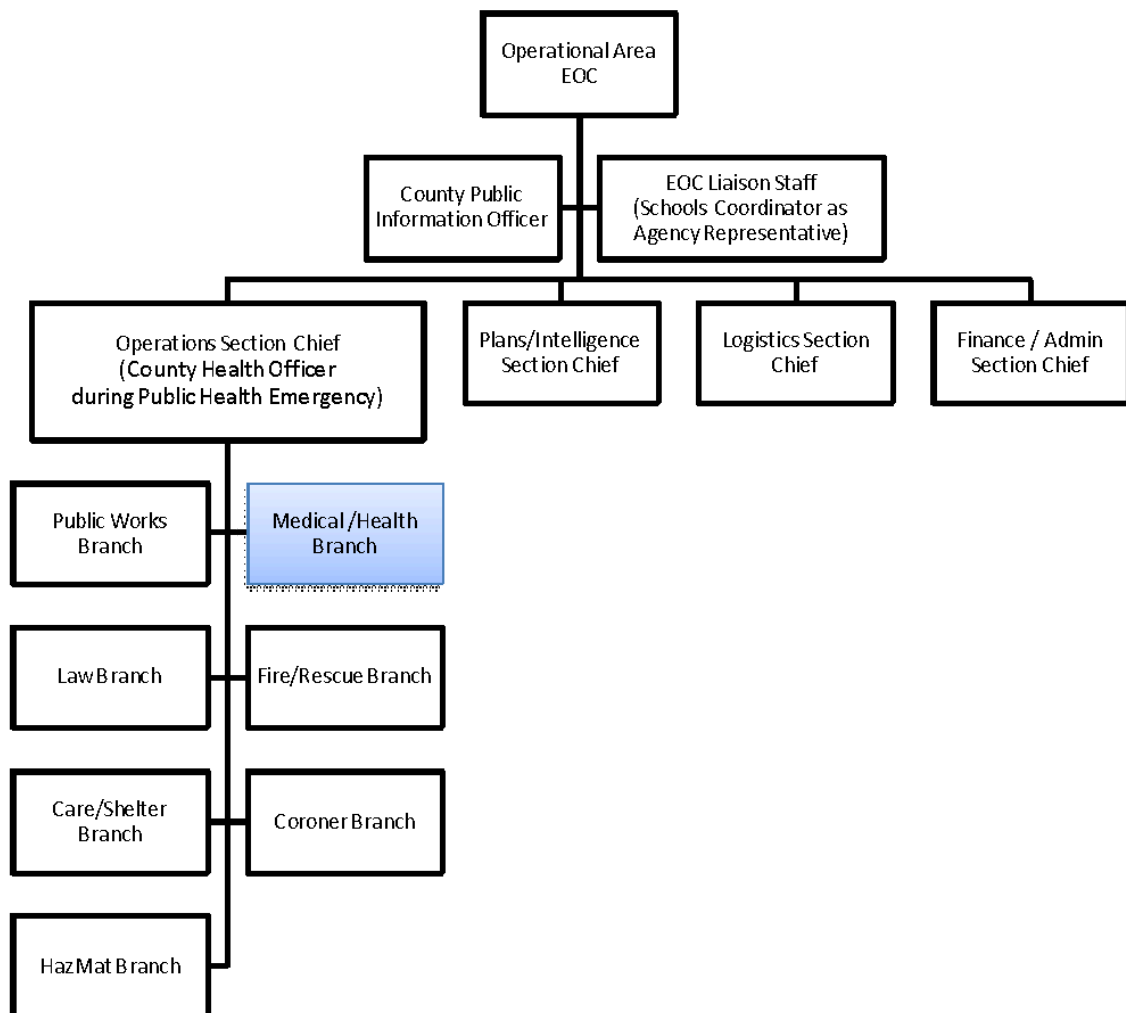 Operational Area
EOC
County Public
Information Officer
EOC Liaison Staff
(Schools Coordinator as
Agency Representative)
Operations Section Chief
(County Health Officer
during Public Health Emergency)
Plans/Intelligence
Section Chief
Logistics Section
Chief
Finance / Admin
Section Chief
Public Works
Branch
Medical /Health
Branch
Law Branch
Fire/Rescue Branch
Care/Shelter
Branch
Coroner Branch
HazMat Branch